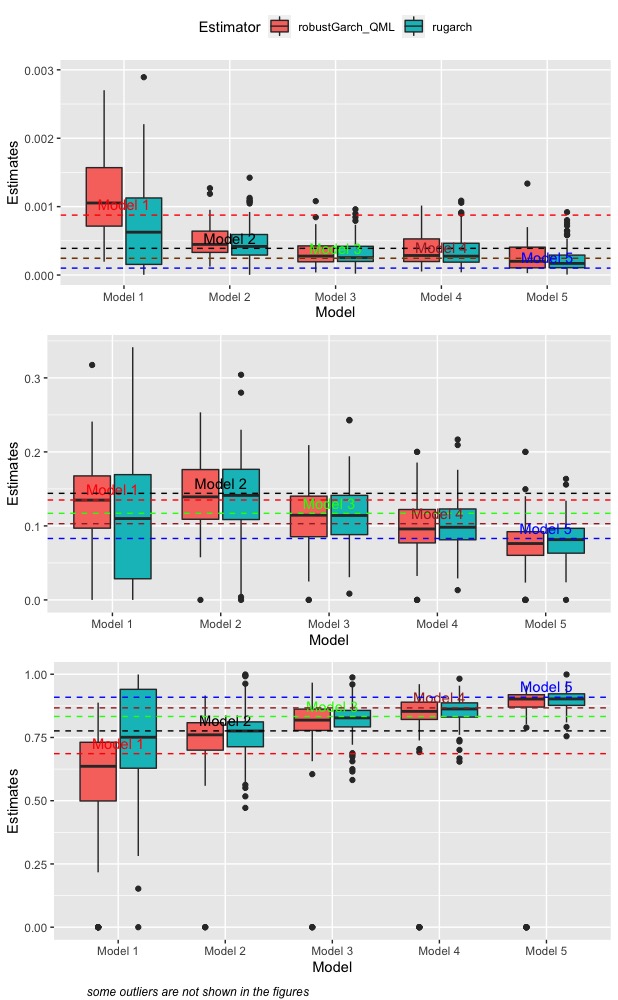 Estimator robustGarch_QML rugarch
Estimates
0.003
0.002
0.001
0.000
Model 1
Model 2
Model 3
Model 4
Model 5
Model 1 Model 2 Model 3 Model 4 Model 5
Model
Estimates
0.3
0.2
0.1
0.0
Model 1
Model 2
Model 3
Model 4
Model 5
Model 1 Model 2 Model 3 Model 4 Model 5
Model
Estimates
1.00
0.75
0.50
0.25
0.00
Model 1
Model 2
Model 3
Model 4
Model 5
Model 1 Model 2 Model 3 Model 4 Model 5
Model
some outliers are not shown in the figures